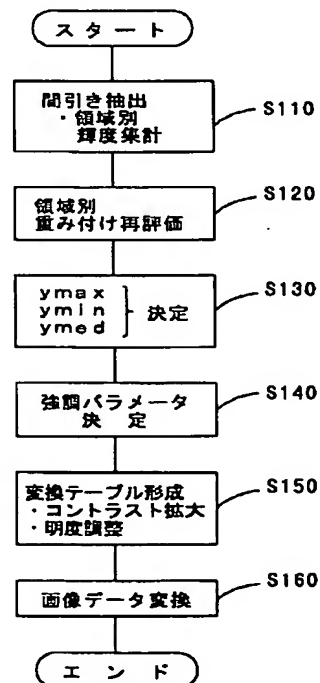 スタート
間引き抽出
・領域別
輝度集計
S110
領域別
重み付け再評価
S120
ymax
ymin
ymed
決定
S130
強調パラメータ
決 定
S140
変換テーブル形成
・コントラスト拡大
・明度調整
S150
画像データ変換
S160
エンド